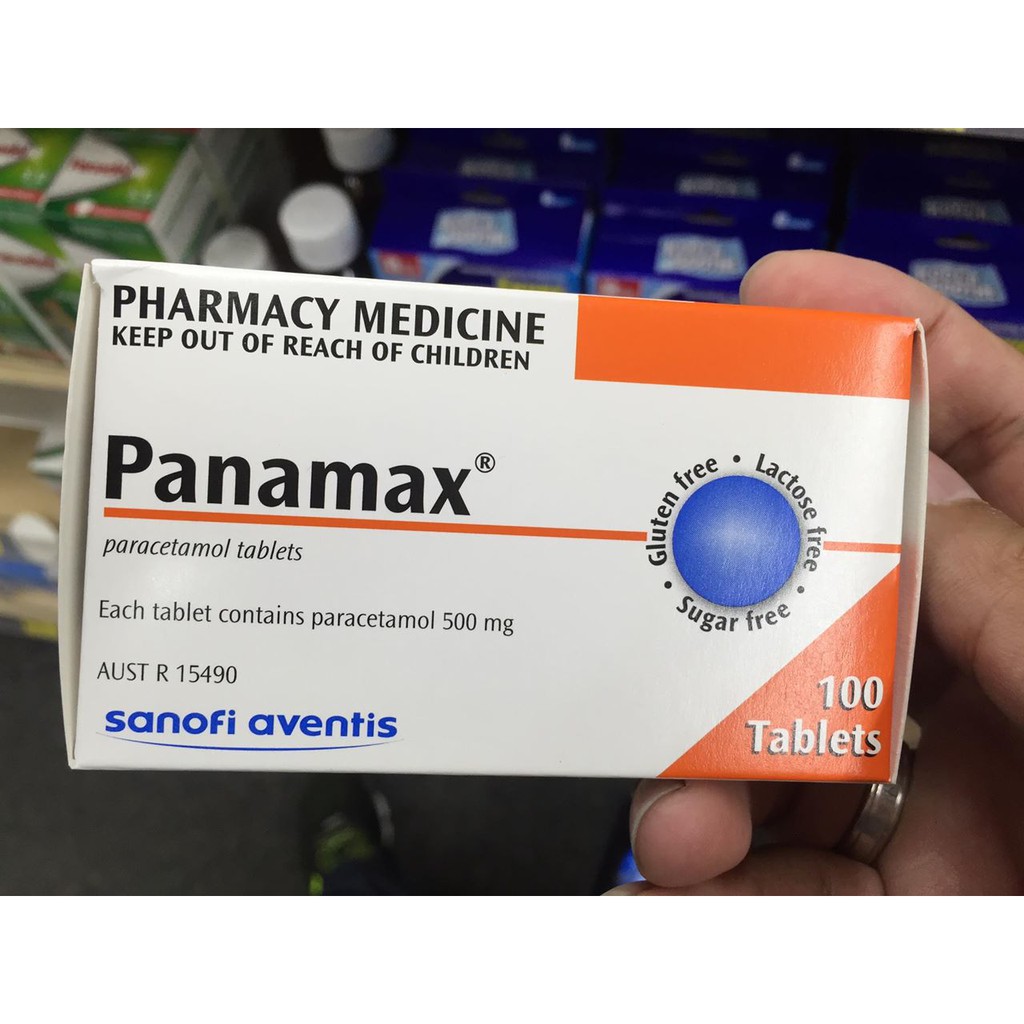 PHARMACY MEDICINE
KEEP OUT OF REACH OF CHILDREN
Panamax®
paracetamol tablets
Each tablet contains paracetamol 500 mg
AUST R 15490
sanofi aventis
• Gluten free • Lactose free • Sugar free
100
Tablets